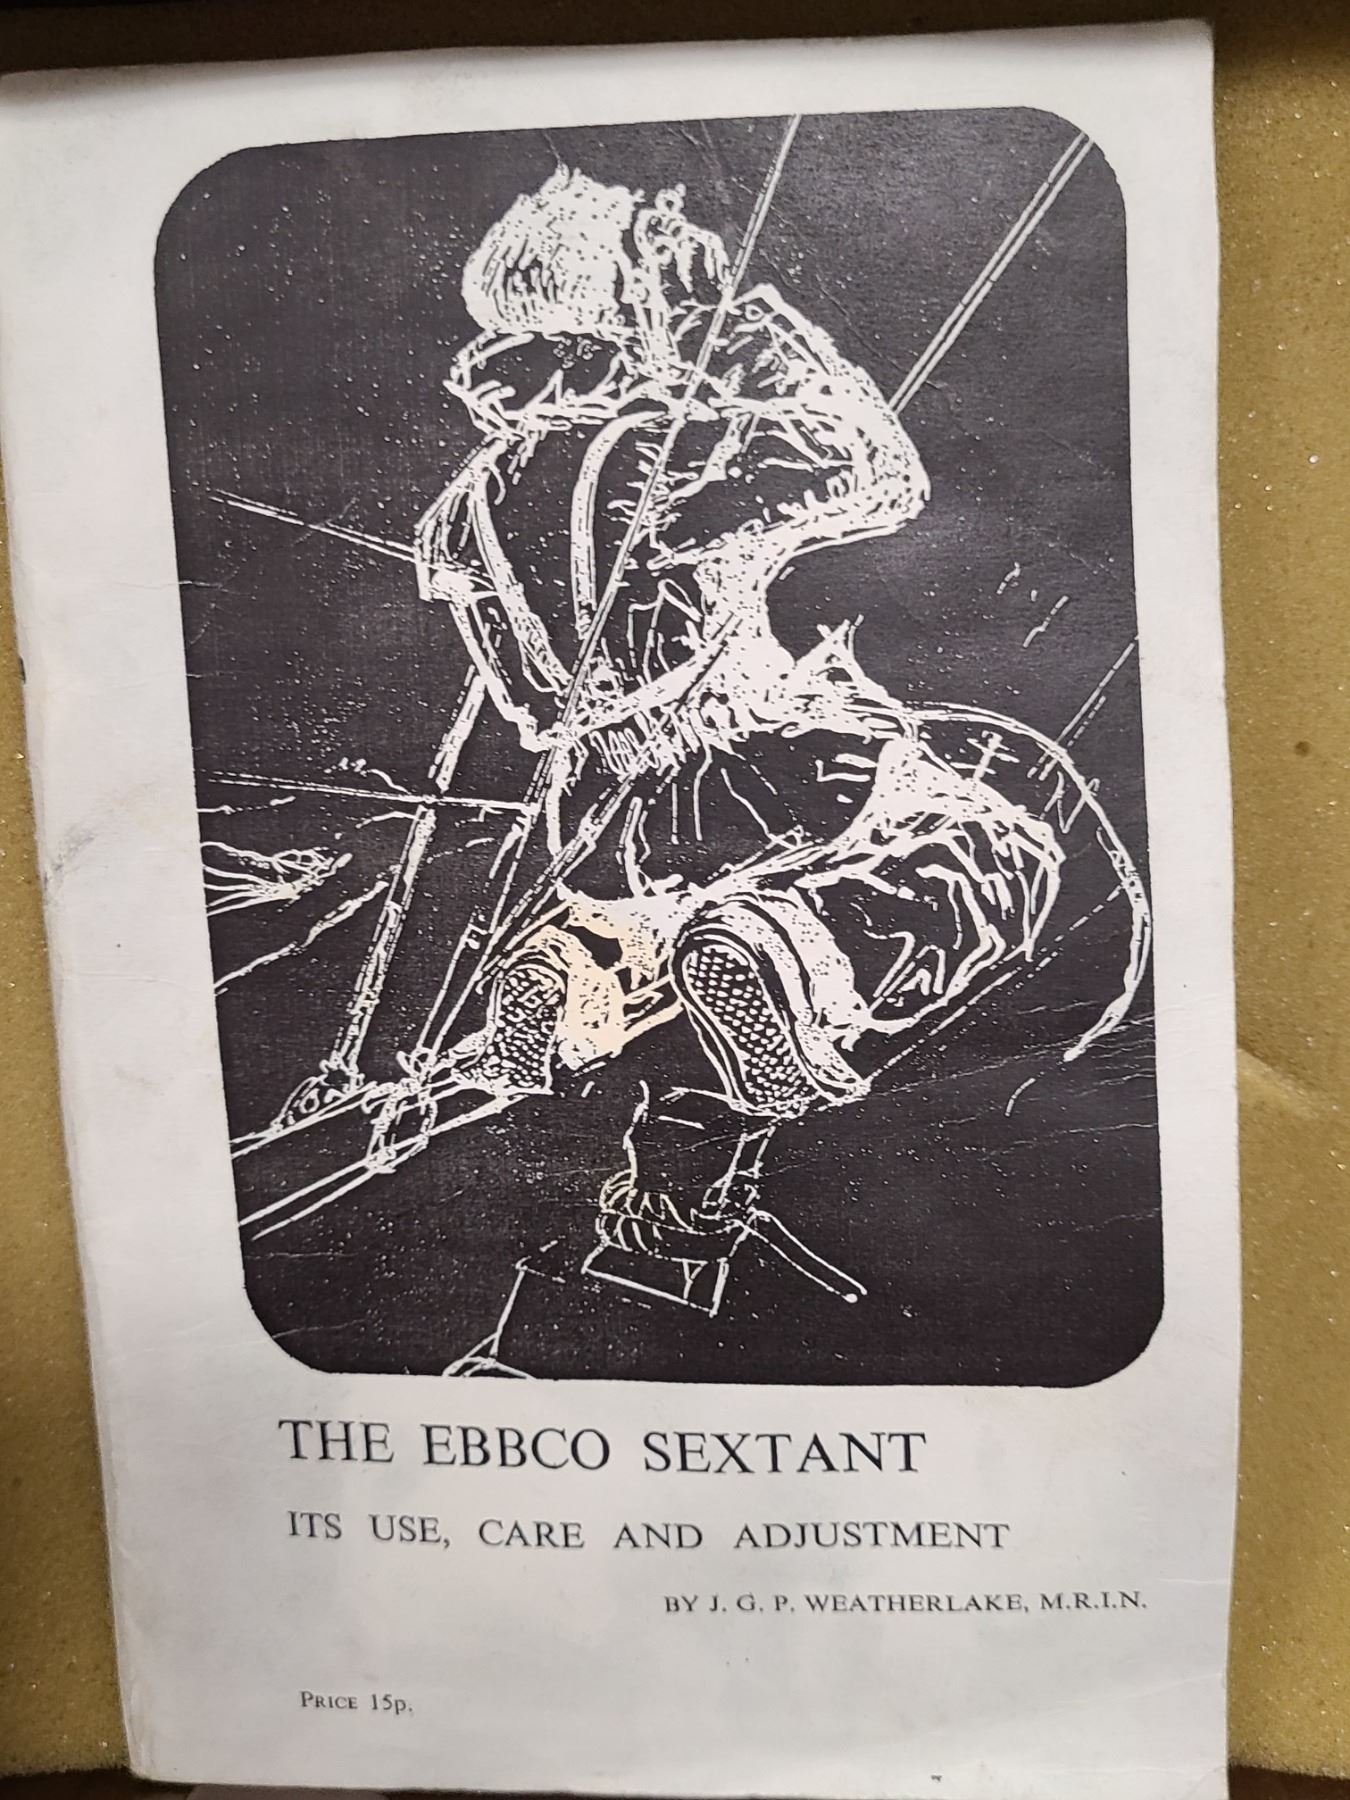 THE EBBCO SEXTANT
ITS USE, CARE AND ADJUSTMENT
BY J. G. P. WEATHERLAKE, M.R.I.N.
PRICE 15p.